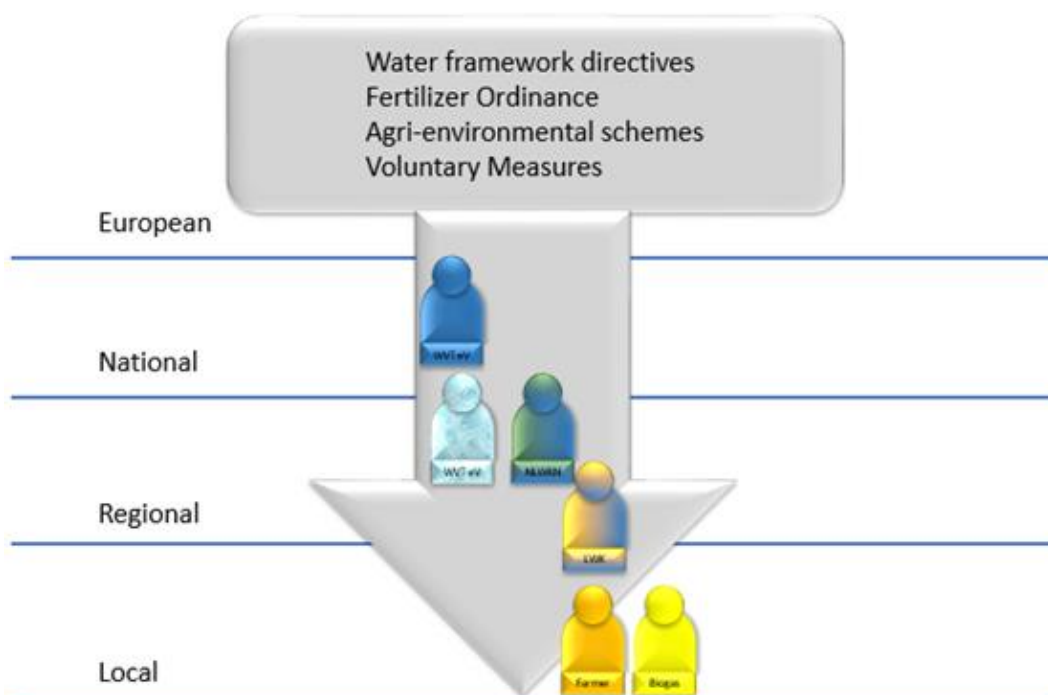 Water framework directives
Fertilizer Ordinance
Agri-environmental schemes
Voluntary Measures
European
WVT eV
National
WVT eV
NLWKN
Regional
LWK
Farmer
Biogas
Local